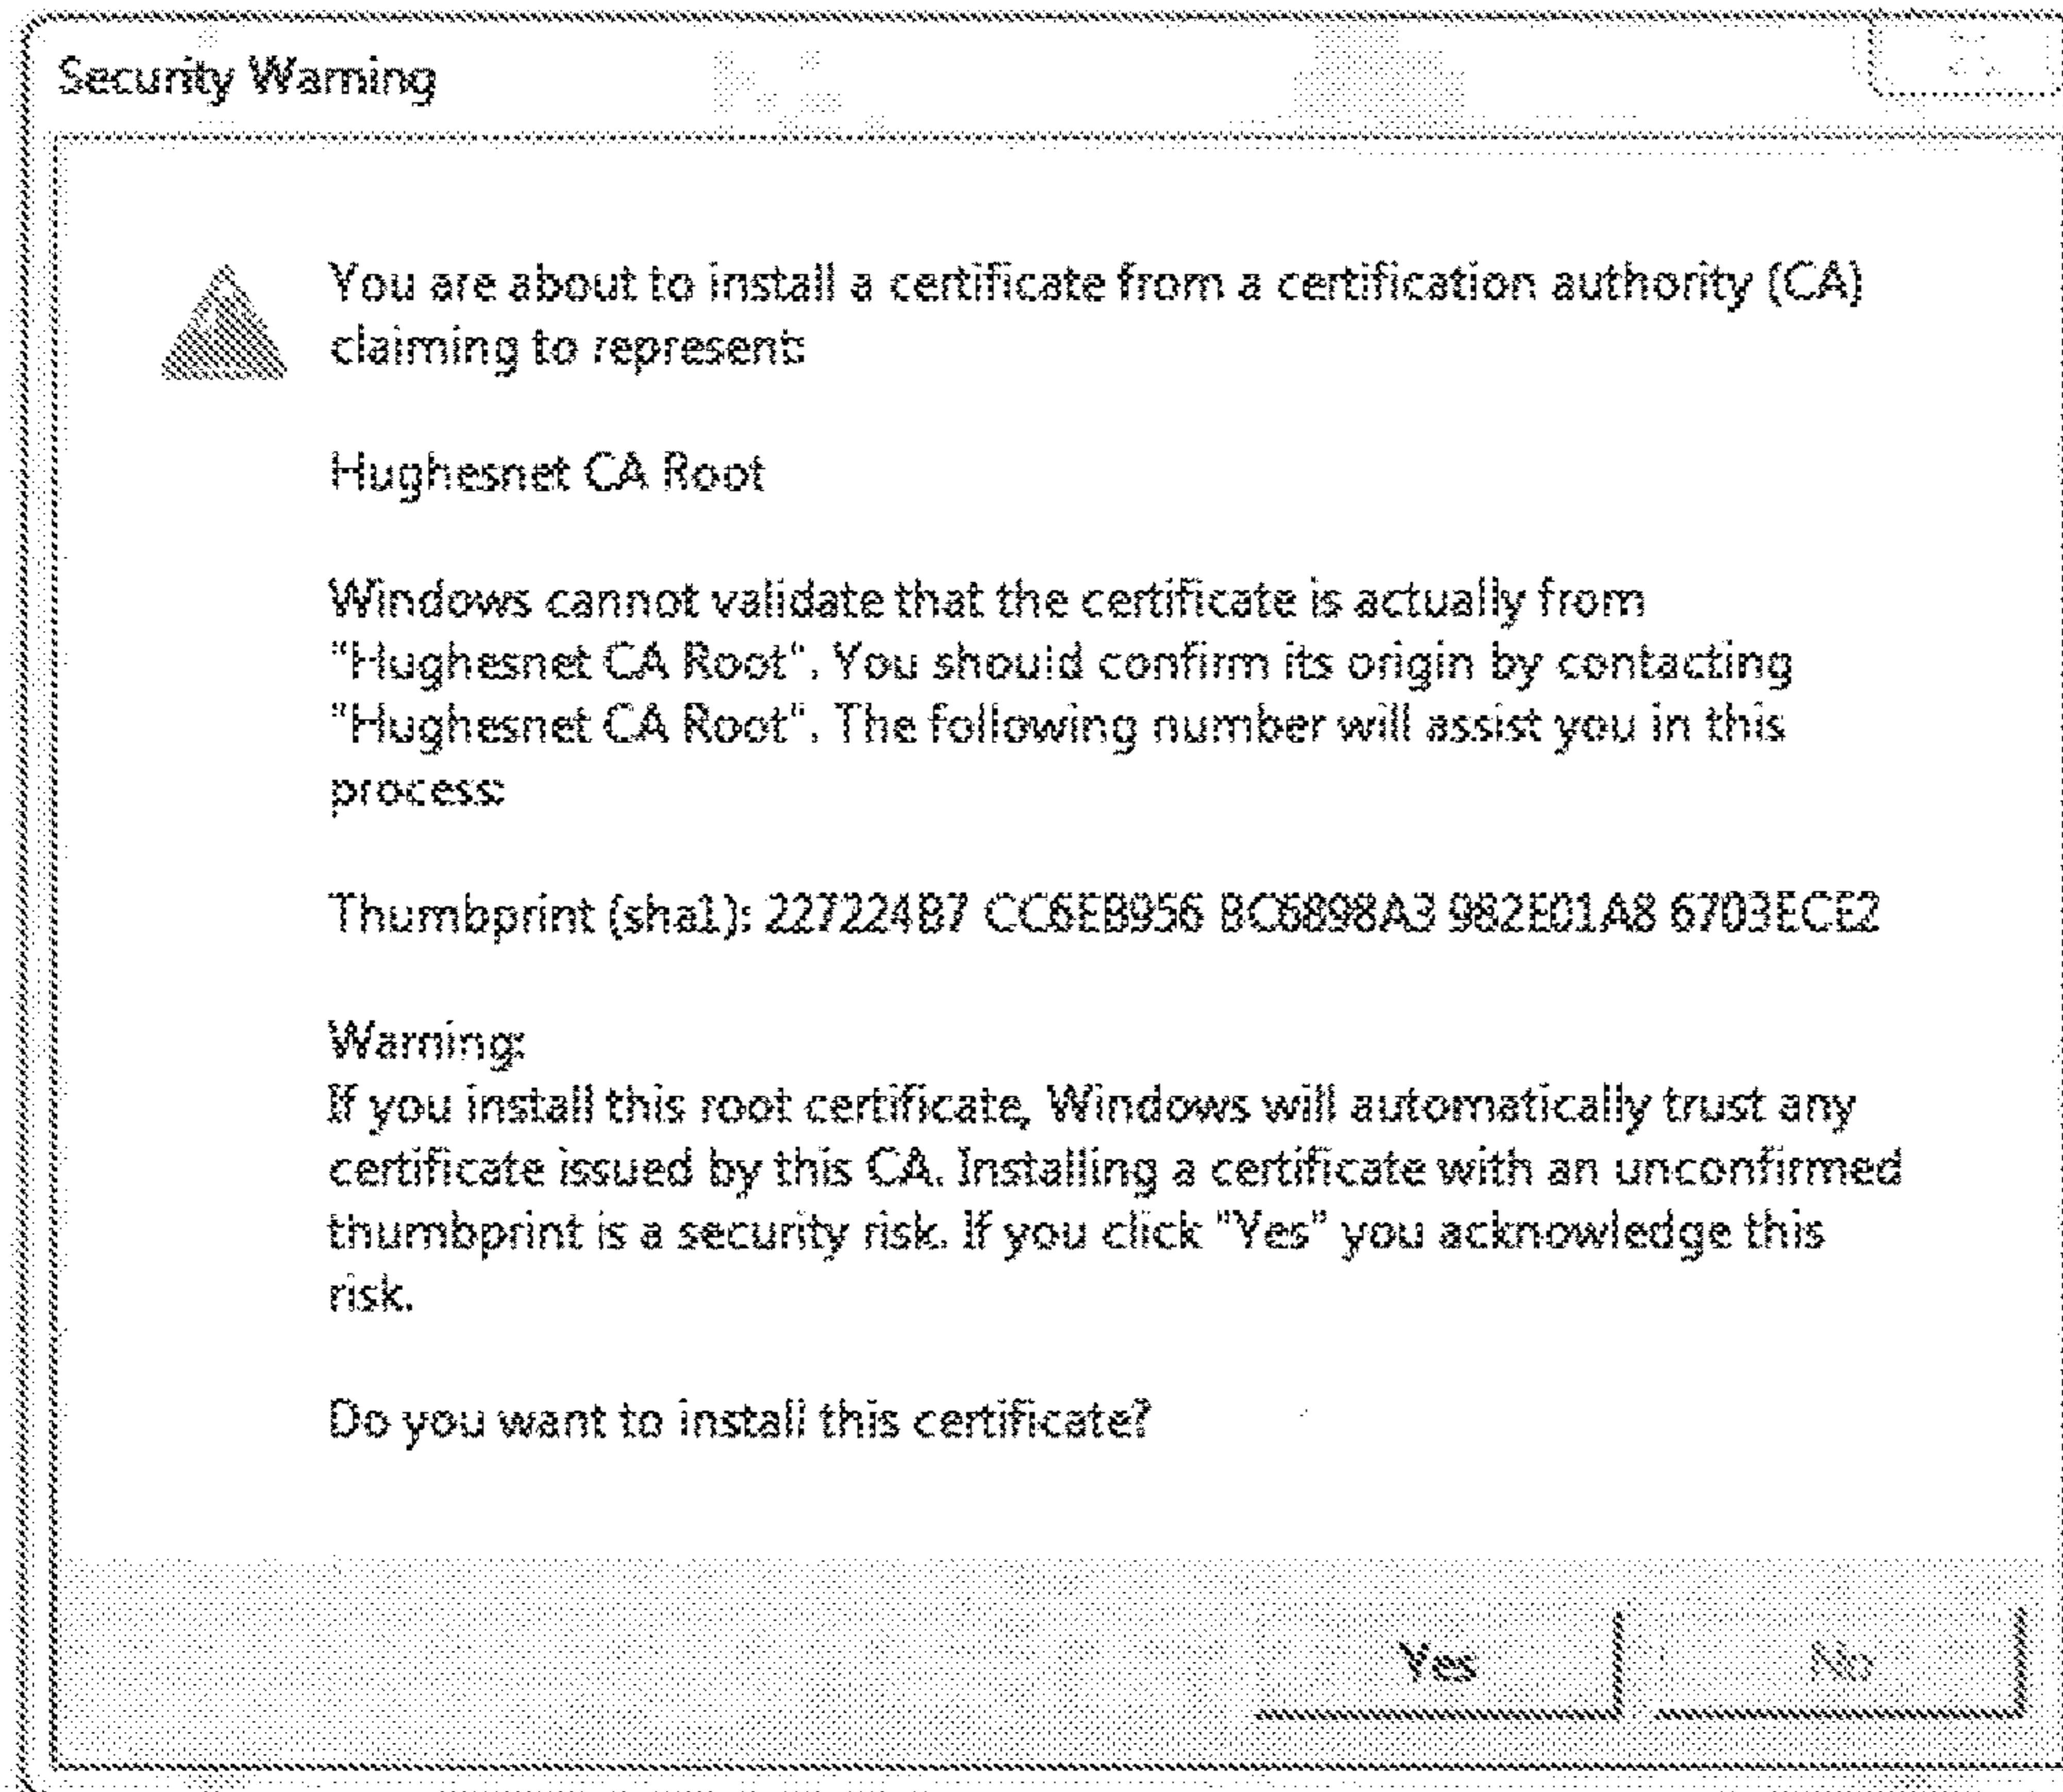 Security Warning
You are about to install a certificate from a certification authority (CA)
claiming to represent:
Hughesnet CA Root
Windows cannot validate that the certificate is actually from
"Hughesnet CA Root". You should confirm its origin by contacting
"Hughesnet CA Root". The following number will assist you in this
process:
Thumbprint (sha1): 227224B7 CC6EB956 BC6898A3 982E01A8 6703ECE2
Warning:
If you install this root certificate, Windows will automatically trust any
certificate issued by this CA. Installing a certificate with an unconfirmed
thumbprint is a security risk. If you click "Yes" you acknowledge this
risk.
Do you want to install this certificate?
Yes No